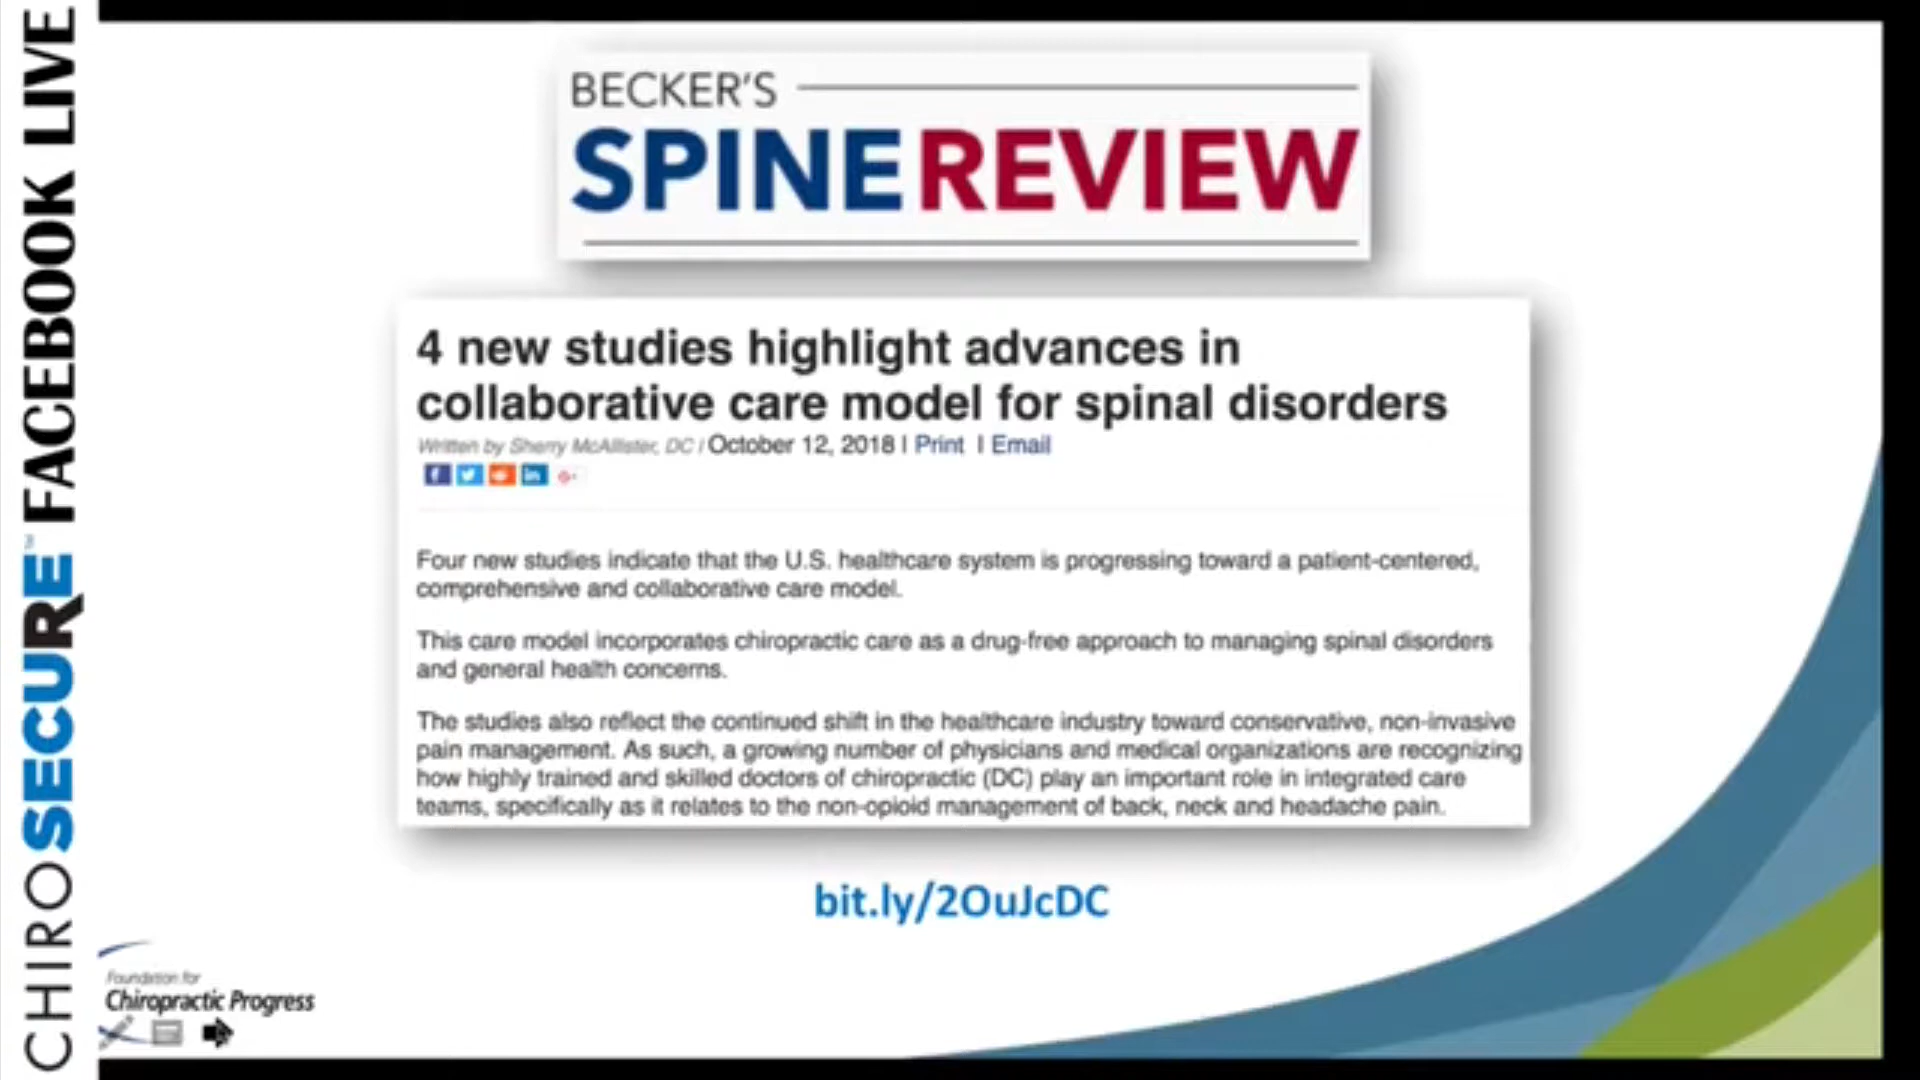 CHIROSECURE FACEBOOK LIVE
BECKER'S
SPINE REVIEW
4 new studies highlight advances in
collaborative care model for spinal disorders
Written by Sherry McAllister, DC | October 12, 2018 | Print | Email
Four new studies indicate that the U.S. healthcare system is progressing toward a patient-centered,
comprehensive and collaborative care model.
This care model incorporates chiropractic care as a drug-free approach to managing spinal disorders
and general health concerns.
The studies also reflect the continued shift in the healthcare industry toward conservative, non-invasive
pain management. As such, a growing number of physicians and medical organizations are recognizing
how highly trained and skilled doctors of chiropractic (DC) play an important role in integrated care
teams, specifically as it relates to the non-opioid management of back, neck and headache pain.
bit.ly/2OuJcDC
Foundation for
Chiropractic Progress